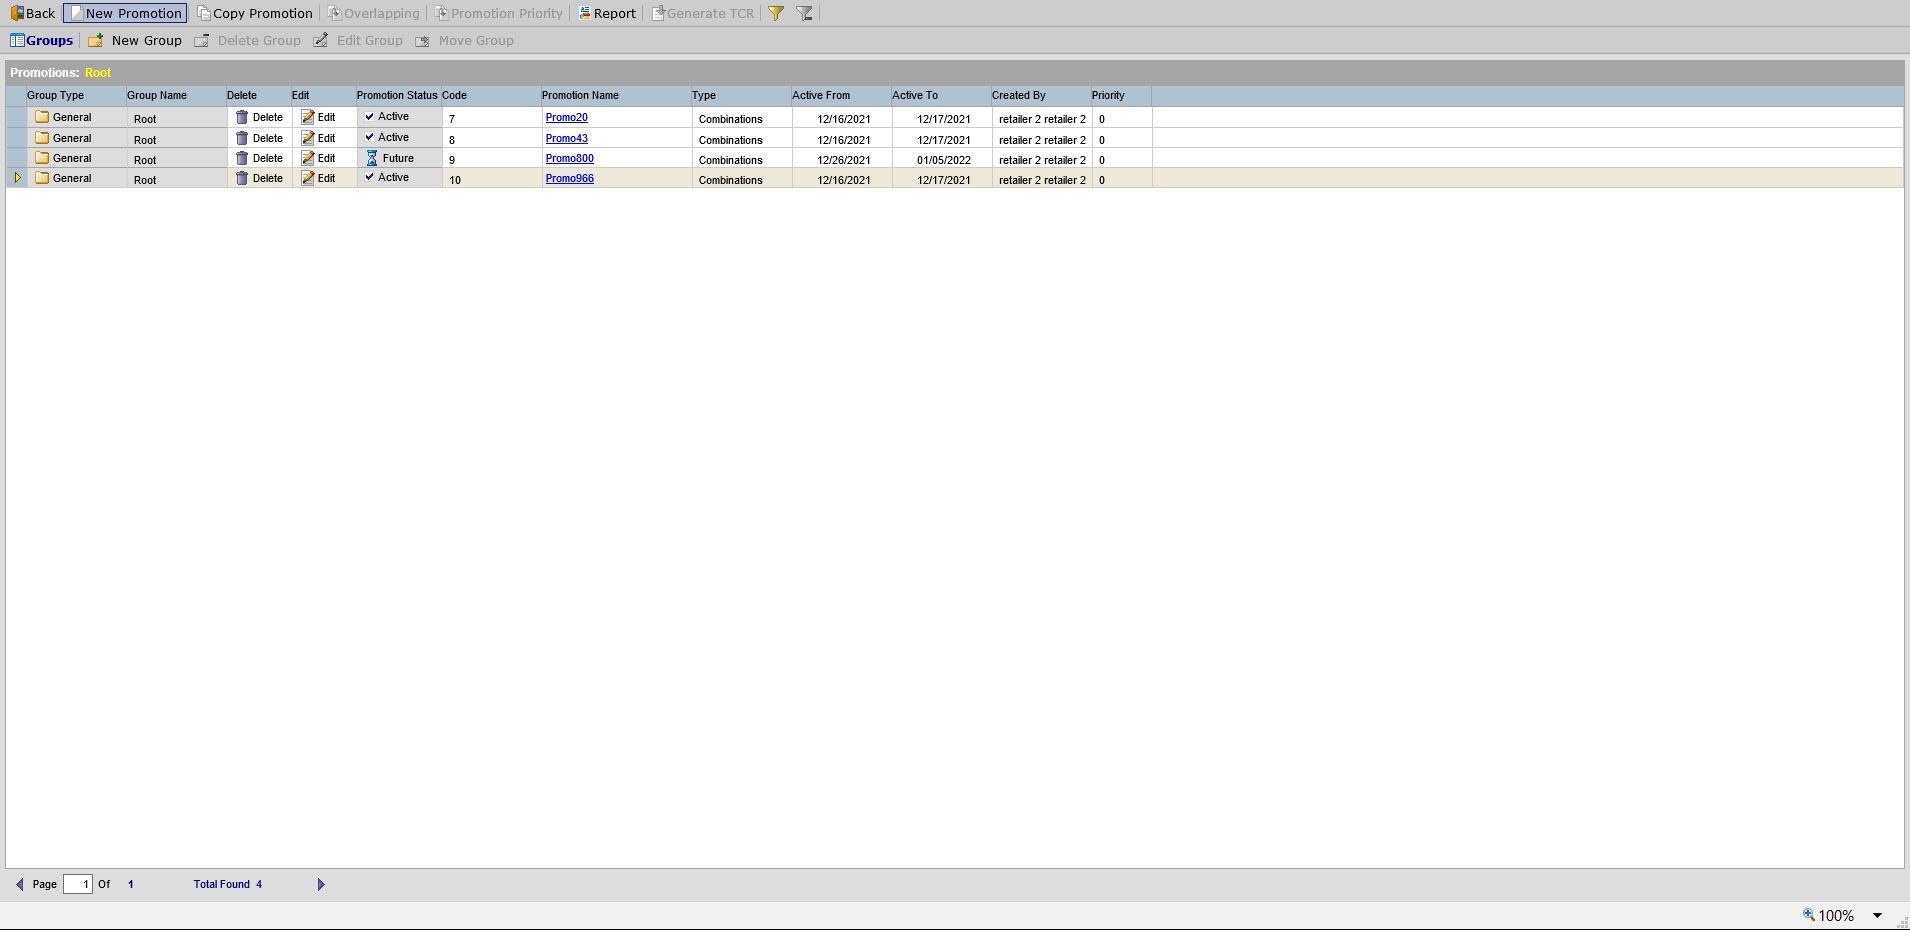 Back New Promotion Copy Promotion Overlapping Promotion Priority Report Generate TCR
Groups New Group Delete Group Edit Group Move Group
Promotions: Root
Group Type Group Name Delete Edit Promotion Status Code Promotion Name Type Active From Active To Created By Priority
General Root Delete Edit Active 7 Promo20 Combinations 12/16/2021 12/17/2021 retailer 2 retailer 2 0
General Root Delete Edit Active 8 Promo43 Combinations 12/16/2021 12/17/2021 retailer 2 retailer 2 0
General Root Delete Edit Future 9 Promo800 Combinations 12/26/2021 01/05/2022 retailer 2 retailer 2 0
General Root Delete Edit Active 10 Promo966 Combinations 12/16/2021 12/17/2021 retailer 2 retailer 2 0
Page 1 Of 1 Total Found 4
100%